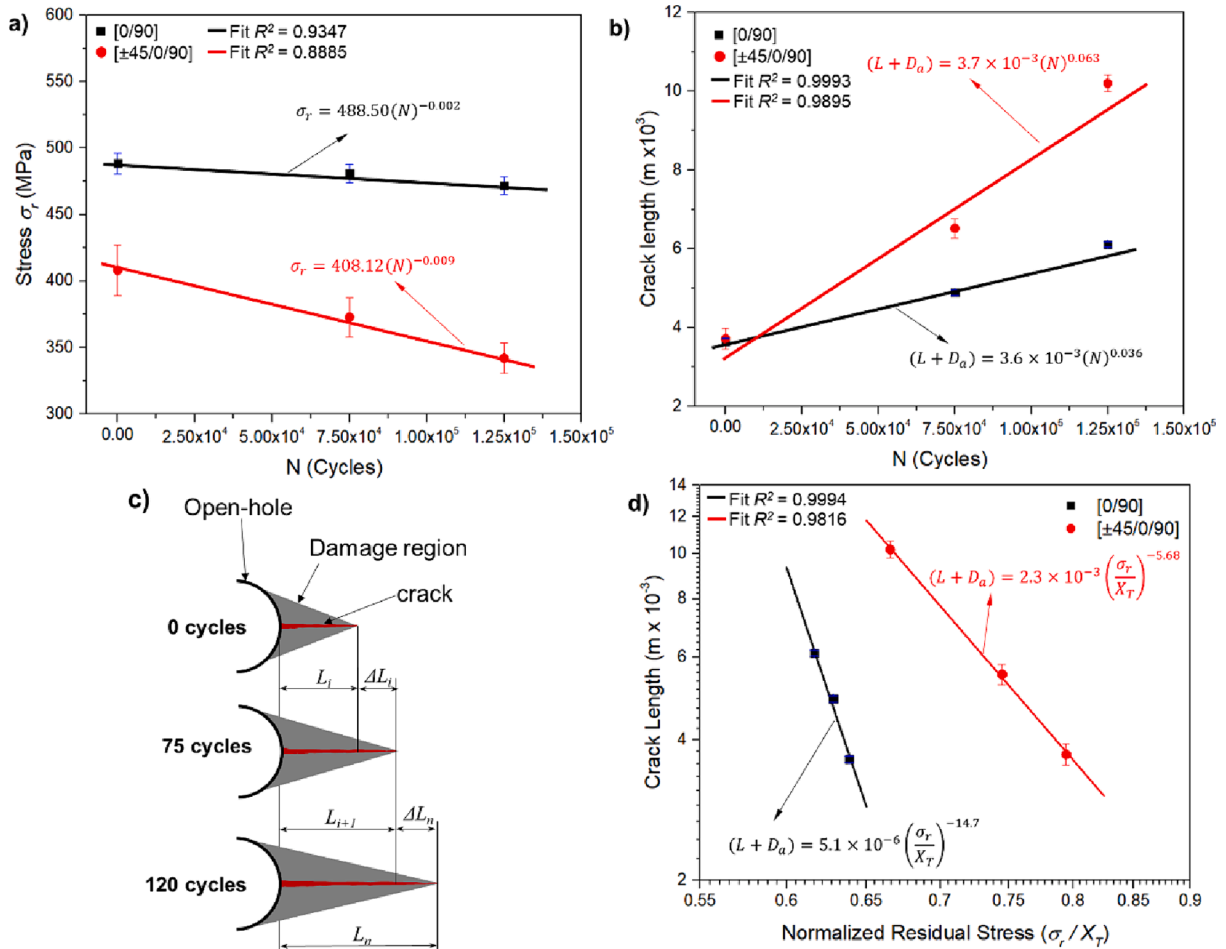 a)
[0/90] Fit R² = 0.9347
[±45/0/90] Fit R² = 0.8885
σᵣ = 488.50(N)⁻⁰·⁰⁰²
σᵣ = 408.12(N)⁻⁰·⁰⁰⁹
600
550
500
450
400
350
300
Stress σᵣ (MPa)
0.00 2.50x10⁴ 5.00x10⁴ 7.50x10⁴ 1.00x10⁵ 1.25x10⁵ 1.50x10⁵
N (Cycles)
b)
[0/90]
[±45/0/90]
Fit R² = 0.9993
Fit R² = 0.9895
(L + Dₐ) = 3.7 × 10⁻³(N)⁰·⁰⁶³
(L + Dₐ) = 3.6 × 10⁻³(N)⁰·⁰³⁶
12
10
8
6
4
2
Crack length (m x10³)
0.00 2.50x10⁴ 5.00x10⁴ 7.50x10⁴ 1.00x10⁵ 1.25x10⁵ 1.50x10⁵
N (Cycles)
c)
Open-hole
Damage region
crack
0 cycles
Lᵢ ΔLᵢ
75 cycles
Lᵢ₊₁ ΔLₙ
120 cycles
Lₙ
d)
Fit R² = 0.9994
Fit R² = 0.9816
[0/90]
[±45/0/90]
(L + Dₐ) = 2.3 × 10⁻³ (σᵣ/X_T)⁻⁵·⁶⁸
(L + Dₐ) = 5.1 × 10⁻⁶ (σᵣ/X_T)⁻¹⁴·⁷
14
12
10
8
6
4
2
Crack Length (m x 10⁻³)
0.55 0.6 0.65 0.7 0.75 0.8 0.85 0.9
Normalized Residual Stress (σᵣ / X_T)